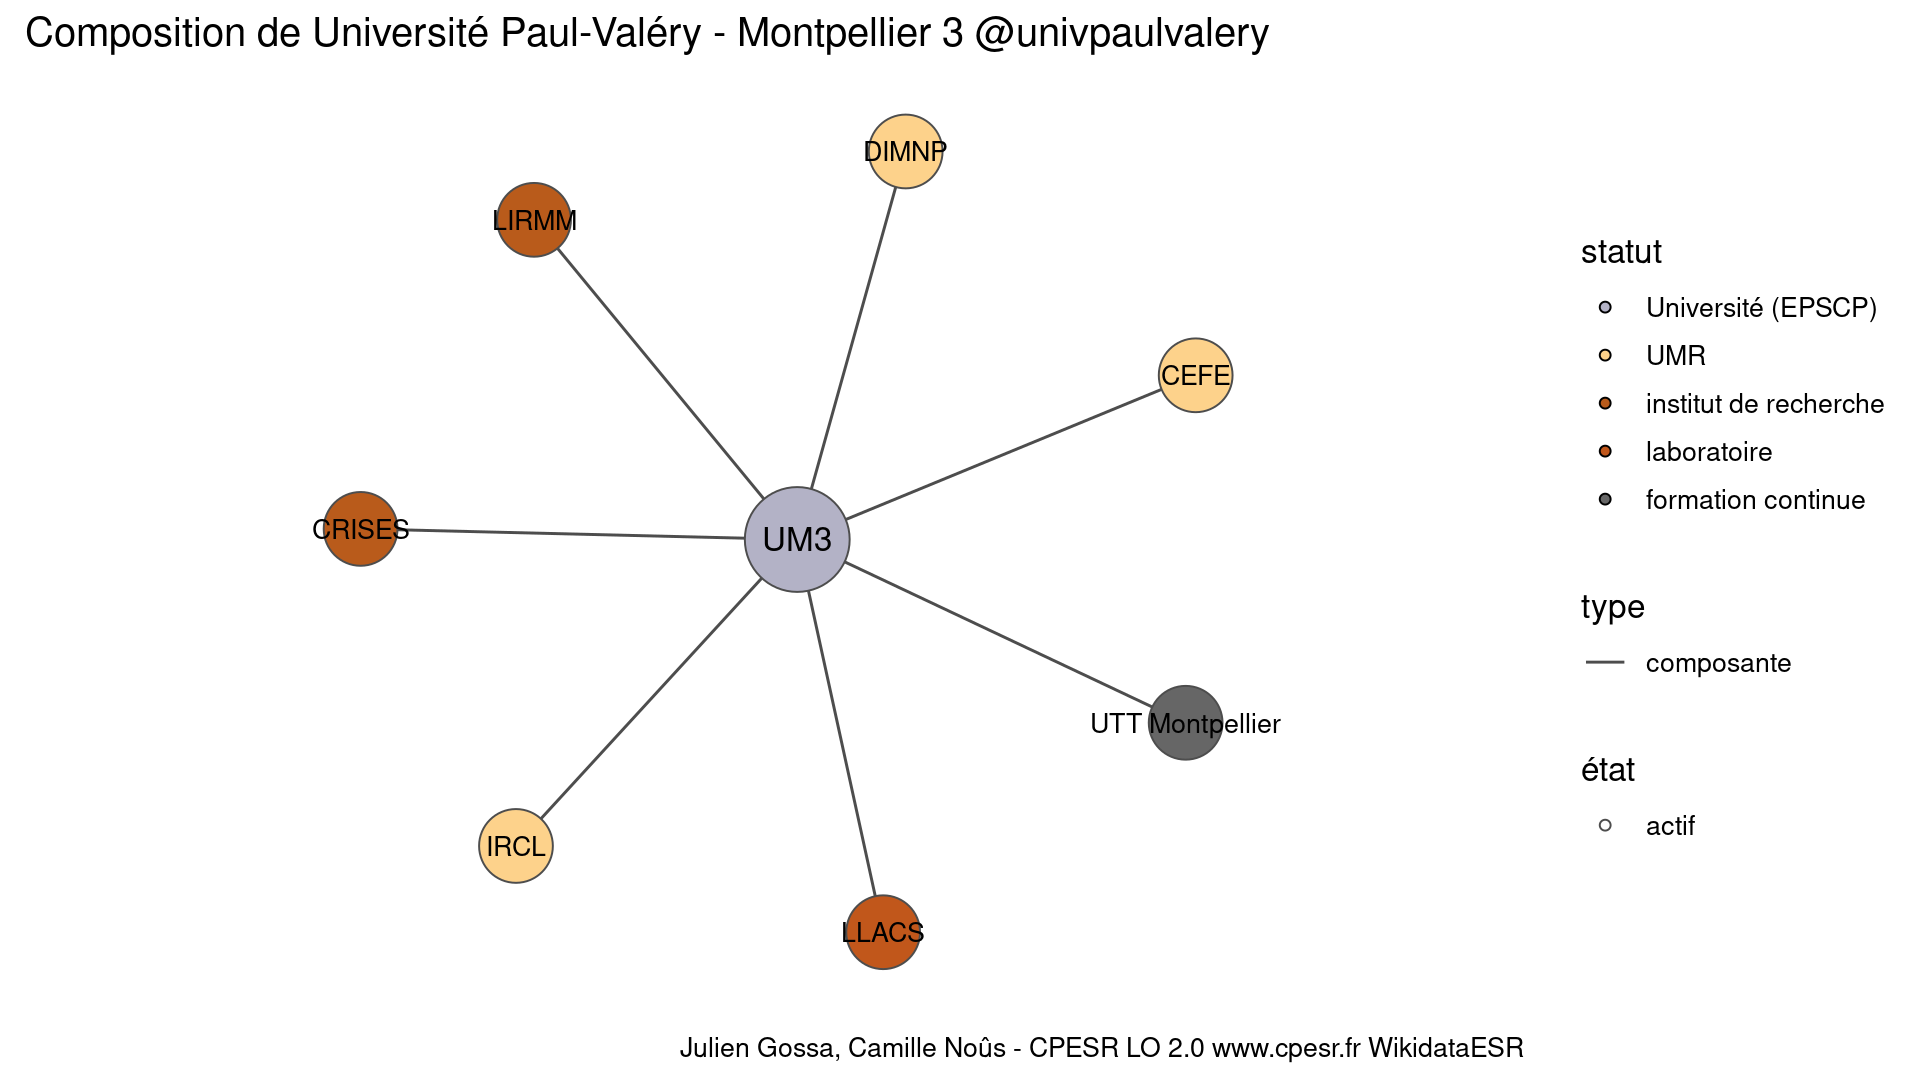 Composition de Université Paul-Valéry - Montpellier 3 @univpaulvalery
DIMNP
LIRMM
CEFE
CRISES
UM3
UTT Montpellier
IRCL
LLACS
statut
Université (EPSCP)
UMR
institut de recherche
laboratoire
formation continue
type
composante
état
actif
Julien Gossa, Camille Noûs - CPESR LO 2.0 www.cpesr.fr WikidataESR